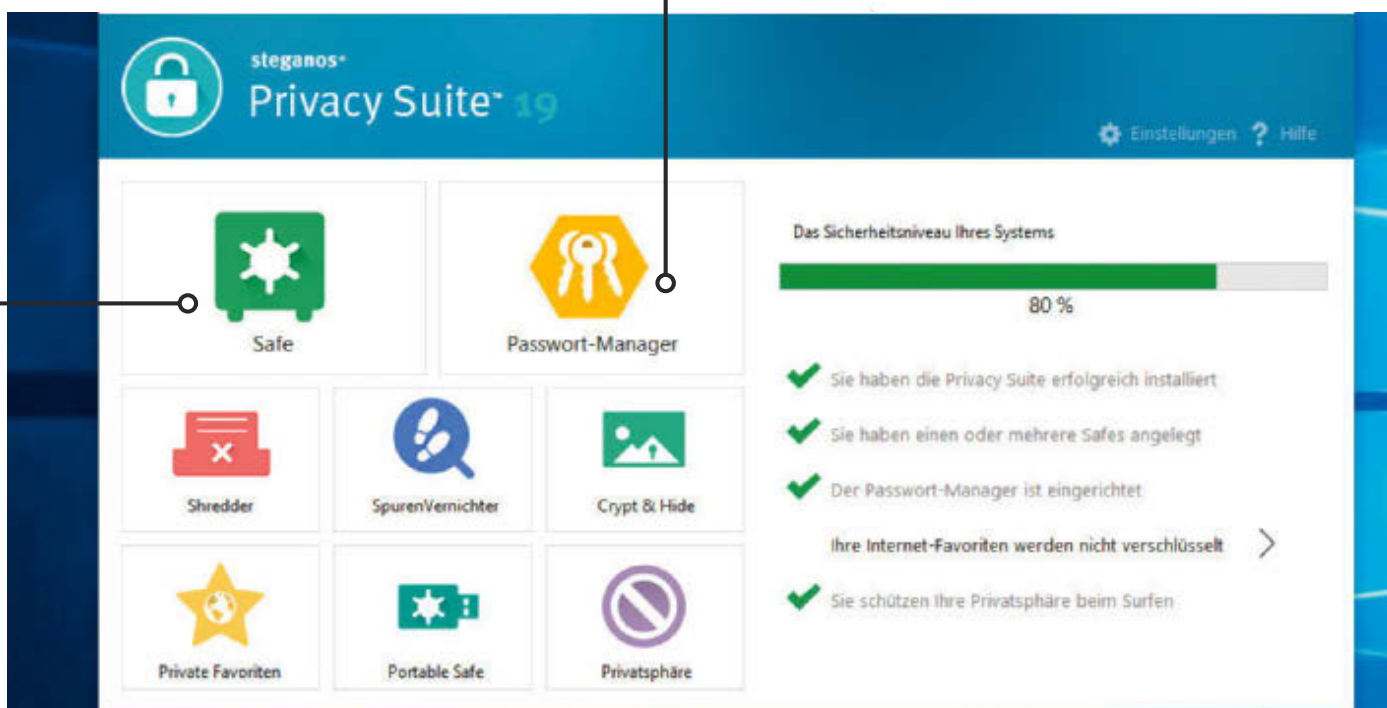 steganos
Privacy Suite™ 19
Einstellungen ? Hilfe
Safe
Passwort-Manager
Shredder
SpurenVernichter
Crypt & Hide
Private Favoriten
Portable Safe
Privatsphäre
Das Sicherheitsniveau Ihres Systems
80 %
Sie haben die Privacy Suite erfolgreich installiert
Sie haben einen oder mehrere Safes angelegt
Der Passwort-Manager ist eingerichtet
Ihre Internet-Favoriten werden nicht verschlüsselt
Sie schützen Ihre Privatsphäre beim Surfen